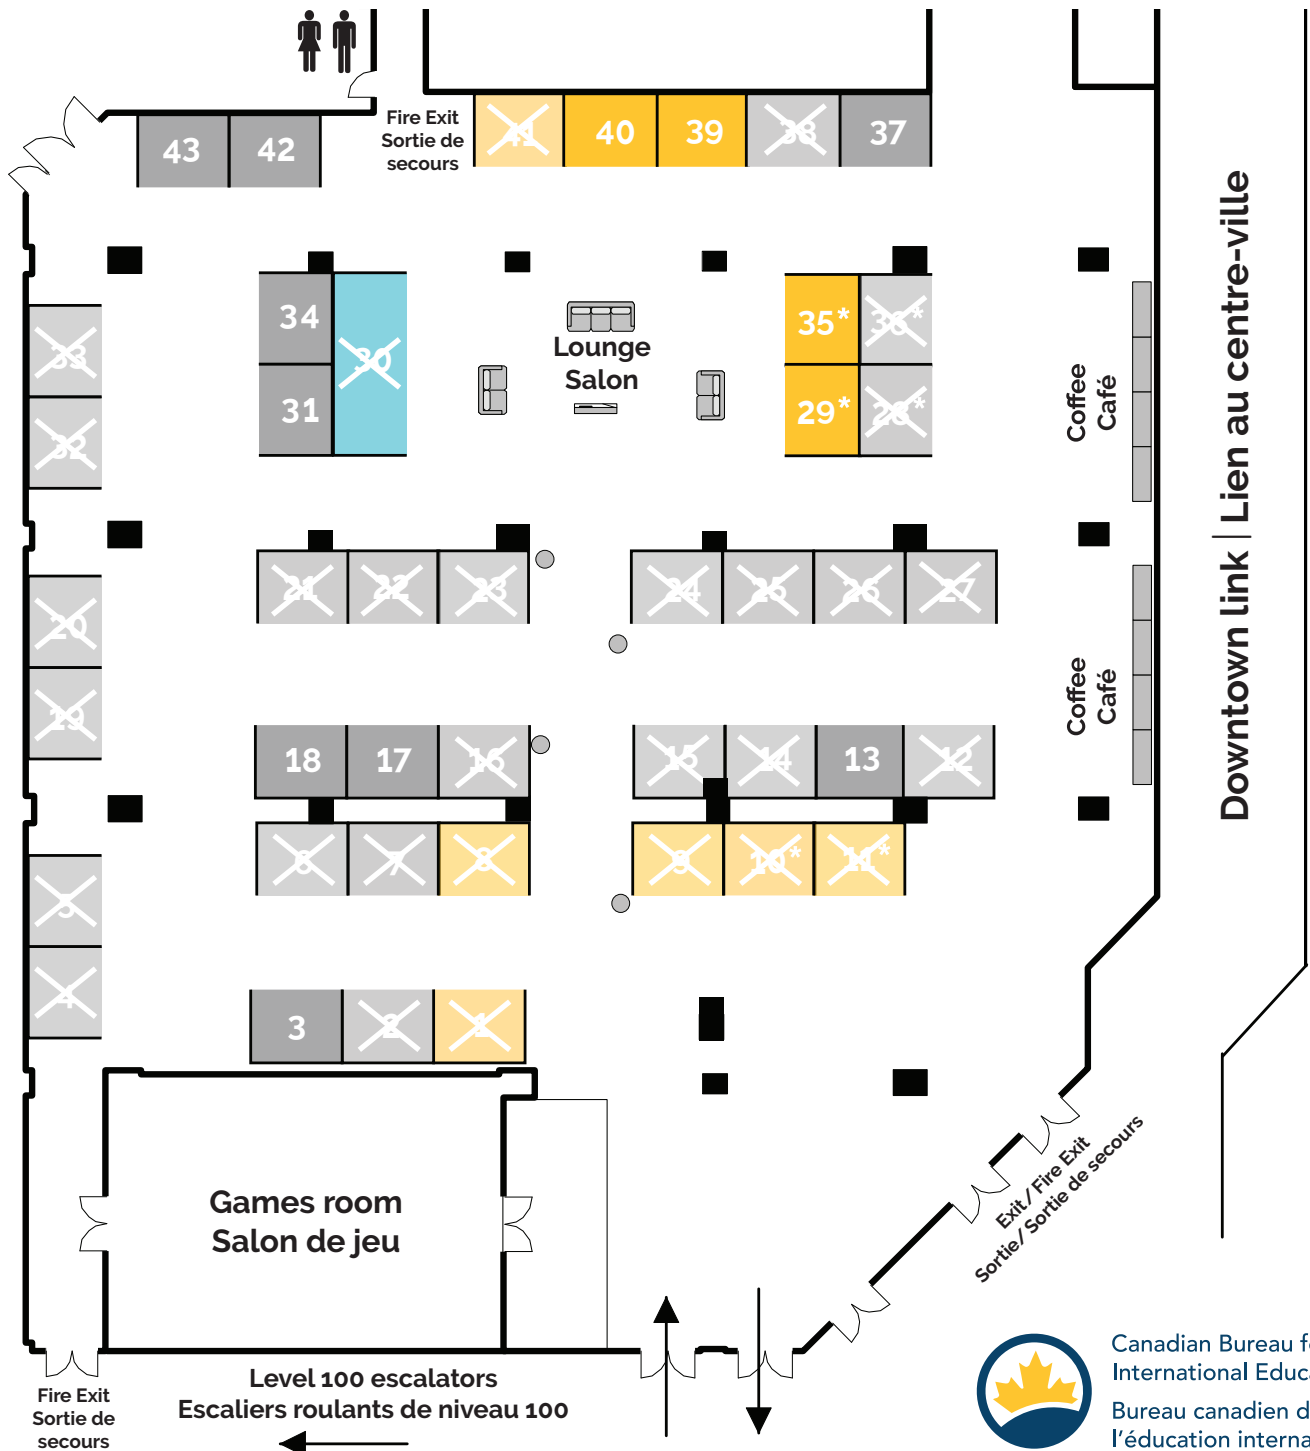 Fire Exit
Sortie de
secours
41 40 39 38 37
43 42
34 30
31
Lounge
Salon
35* 36*
29* 28*
33
32
Coffee
Café
Downtown link | Lien au centre-ville
21 22 23
24 25 26 27
20
19
Coffee
Café
18 17 16
15 14 13 12
6 7 8
9 10* 11*
5
4
3 2 1
Games room
Salon de jeu
Exit / Fire Exit
Sortie/ Sortie de secours
Fire Exit
Sortie de
secours
Level 100 escalators
Escaliers roulants de niveau 100
Canadian Bureau f
International Educ
Bureau canadien d
l'éducation interna